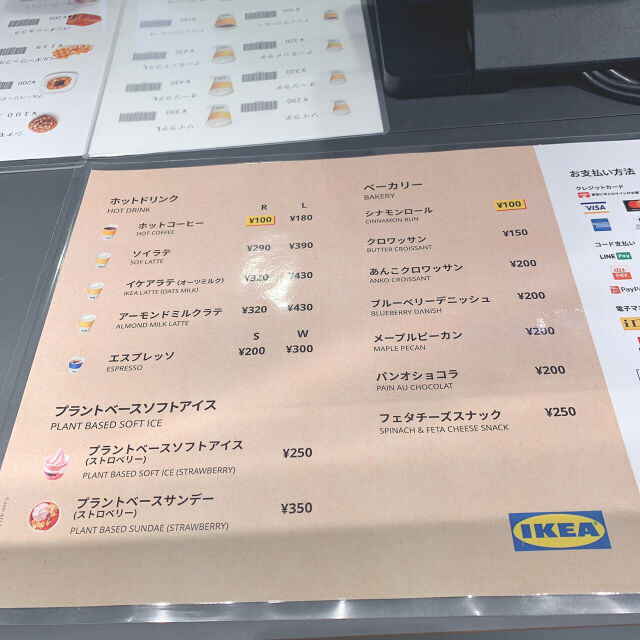 ホットドリンク
HOT DRINK
R L
ホットコーヒー ¥100 ¥180
HOT COFFEE
ソイラテ ¥290 ¥390
SOY LATTE
イケアラテ (オーツミルク) ¥320 ¥430
IKEA LATTE (OATS MILK)
アーモンドミルクラテ ¥320 ¥430
ALMOND MILK LATTE
S W
エスプレッソ ¥200 ¥300
ESPRESSO
プラントベースソフトアイス
PLANT BASED SOFT ICE
プラントベースソフトアイス ¥250
(ストロベリー)
PLANT BASED SOFT ICE (STRAWBERRY)
プラントベースサンデー ¥350
(ストロベリー)
PLANT BASED SUNDAE (STRAWBERRY)
ベーカリー
BAKERY
シナモンロール ¥100
CINNAMON BUN
クロワッサン ¥150
BUTTER CROISSANT
あんこクロワッサン ¥200
ANKO CROISSANT
ブルーベリーデニッシュ ¥200
BLUEBERRY DANISH
メープルピーカン ¥200
MAPLE PECAN
パンオショコラ ¥200
PAIN AU CHOCOLAT
フェタチーズスナック ¥250
SPINACH & FETA CHEESE SNACK
IKEA
お支払い方法
クレジットカード
VISA
コード支払い
LINE Pay
au PAY
PayPa
電子マネ
iD